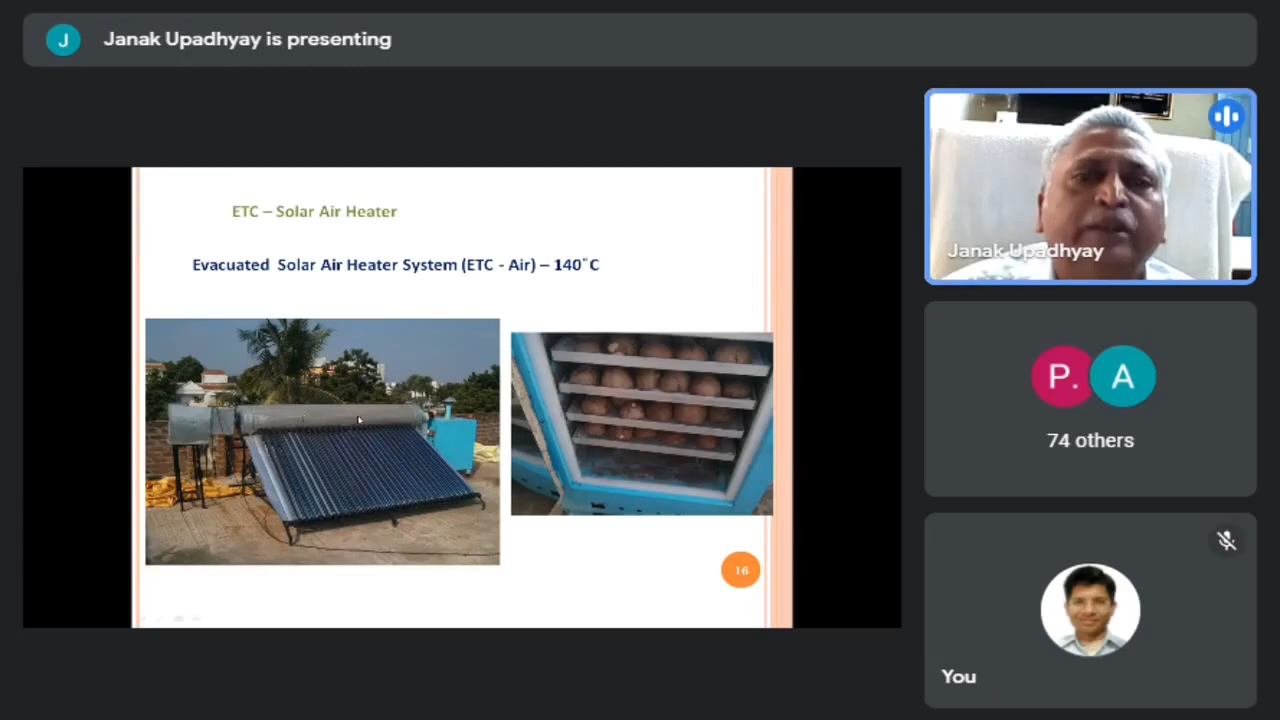 J
Janak Upadhyay is presenting
ETC – Solar Air Heater
Evacuated Solar Air Heater System (ETC - Air) – 140˚C
16
Janak Upadhyay
P.
A
74 others
You